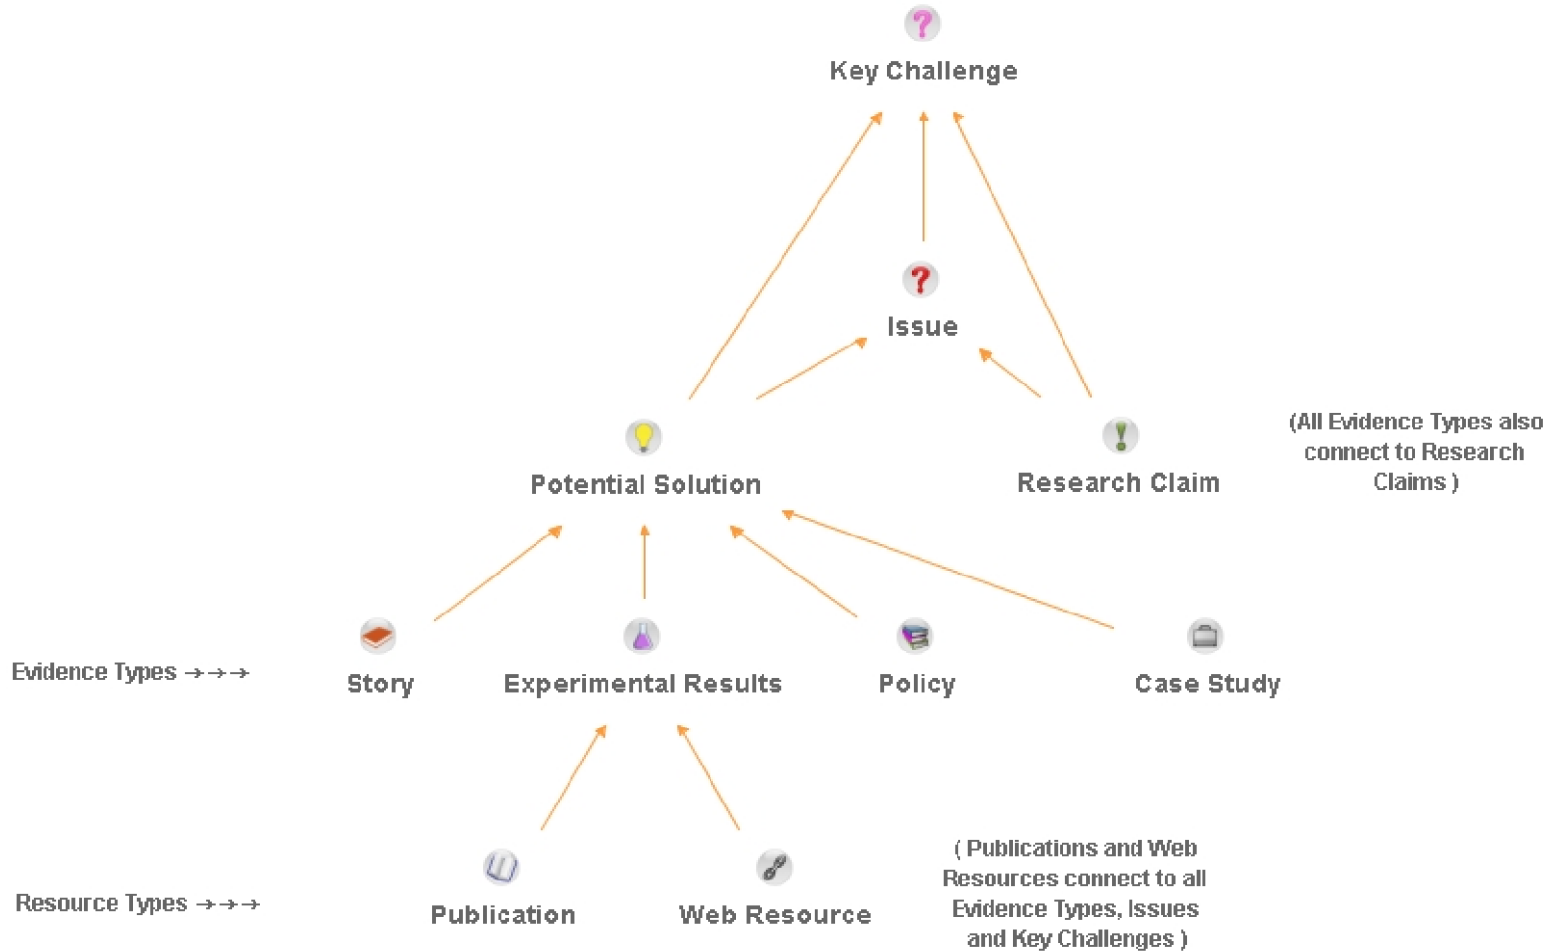 Key Challenge
Issue
Potential Solution
Research Claim
(All Evidence Types also
connect to Research
Claims )
Evidence Types →→→
Story
Experimental Results
Policy
Case Study
Resource Types →→→
Publication
Web Resource
( Publications and Web
Resources connect to all
Evidence Types, Issues
and Key Challenges )